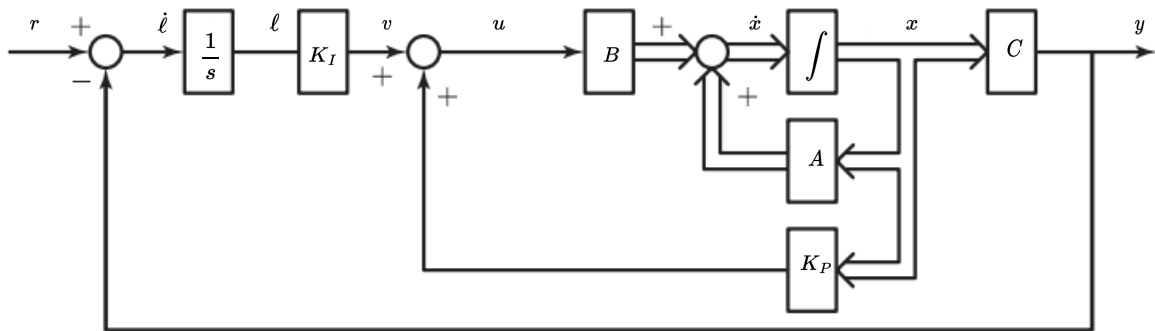 r + ℓ̇ ℓ v u + ẋ x y
1/s K_I B ∫ C
− + + +
A
K_P